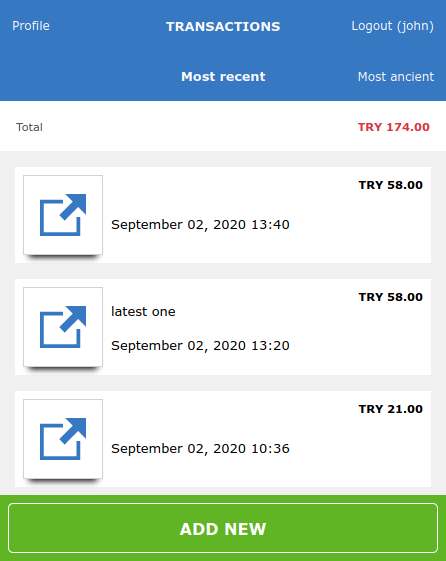 Profile TRANSACTIONS Logout (john)
Most recent Most ancient
Total TRY 174.00
TRY 58.00
September 02, 2020 13:40
TRY 58.00
latest one
September 02, 2020 13:20
TRY 21.00
September 02, 2020 10:36
ADD NEW